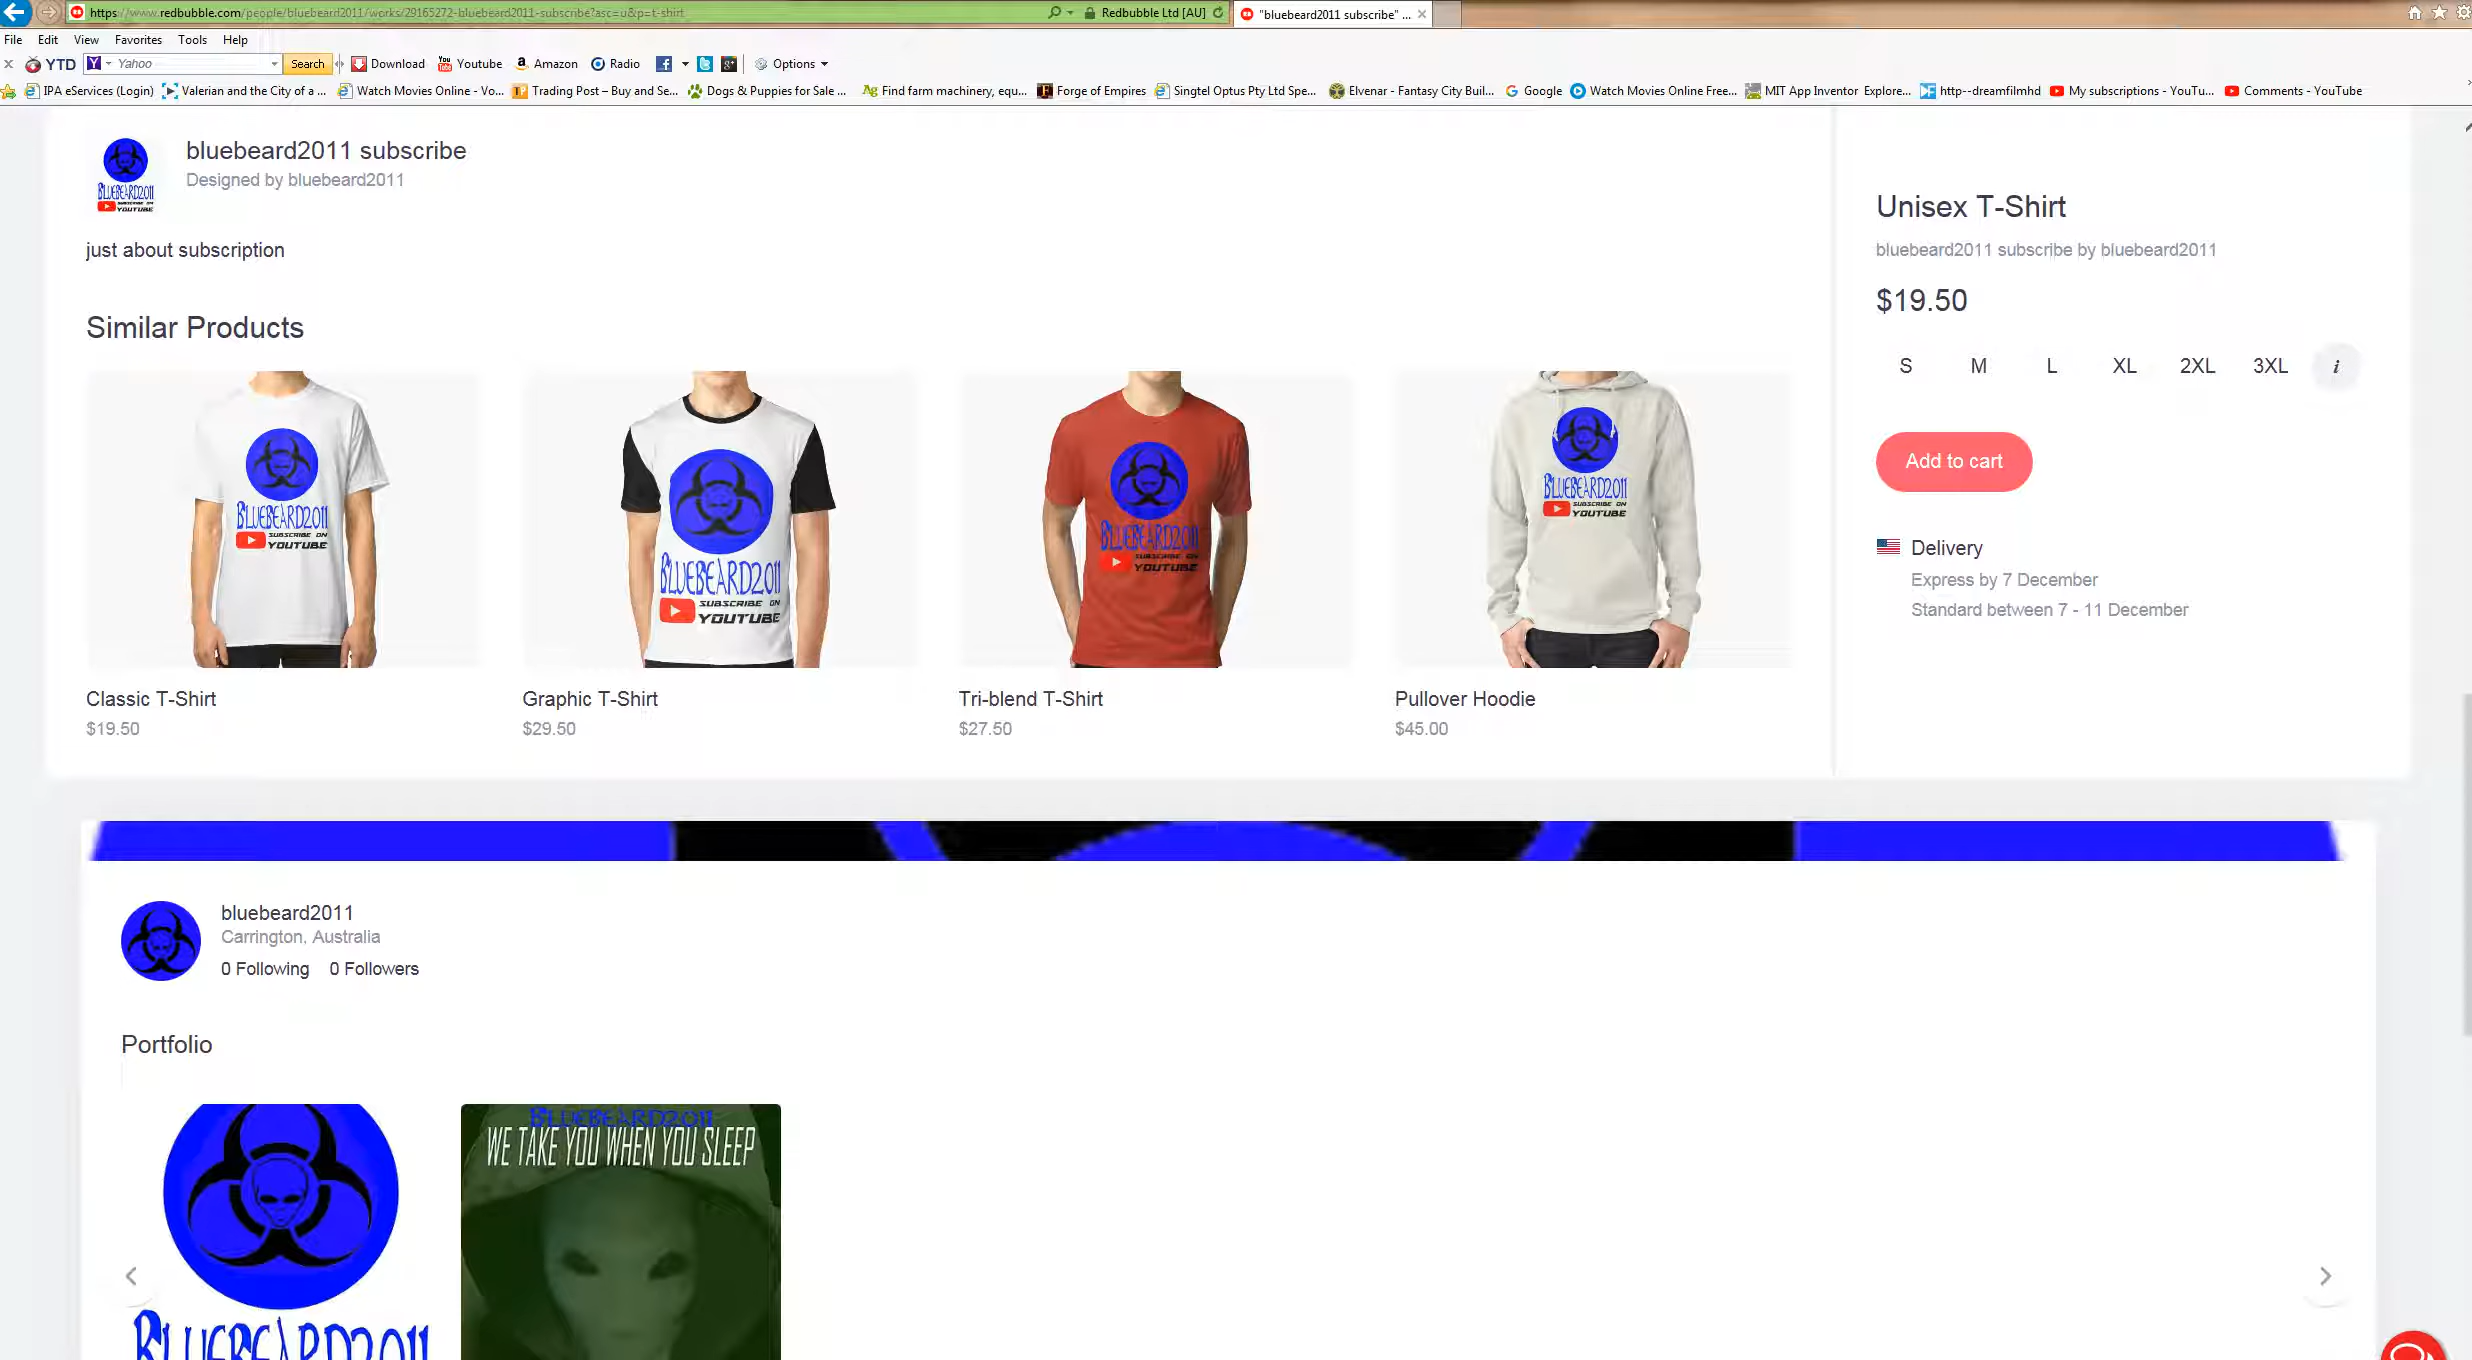 https://www.redbubble.com/people/bluebeard2011/works/29165272-bluebeard2011-subscribe?asc=u&p=t-shirt
Redbubble Ltd [AU]
"bluebeard2011 subscribe" ...
File Edit View Favorites Tools Help
YTD Yahoo Search Download Youtube Amazon Radio Options
IPA eServices (Login) Valerian and the City of a ... Watch Movies Online - Vo... Trading Post – Buy and Se... Dogs & Puppies for Sale ... Find farm machinery, equ... Forge of Empires Singtel Optus Pty Ltd Spe... Elvenar - Fantasy City Buil... Google Watch Movies Online Free... MIT App Inventor Explore... http--dreamfilmhd My subscriptions - YouTu... Comments - YouTube
bluebeard2011 subscribe
Designed by bluebeard2011
BLUEBEARD2011
SUBSCRIBE ON
YOUTUBE
just about subscription
Unisex T-Shirt
bluebeard2011 subscribe by bluebeard2011
$19.50
S M L XL 2XL 3XL i
Add to cart
Delivery
Express by 7 December
Standard between 7 - 11 December
Similar Products
BLUEBEARD2011
SUBSCRIBE ON
YOUTUBE
BLUEBEARD2011
SUBSCRIBE ON
YOUTUBE
BLUEBEARD2011
SUBSCRIBE ON
YOUTUBE
BLUEBEARD2011
SUBSCRIBE ON
YOUTUBE
Classic T-Shirt
$19.50
Graphic T-Shirt
$29.50
Tri-blend T-Shirt
$27.50
Pullover Hoodie
$45.00
bluebeard2011
Carrington, Australia
0 Following 0 Followers
Portfolio
BLUEBEARD2011
BLUEBEARD2011
WE TAKE YOU WHEN YOU SLEEP